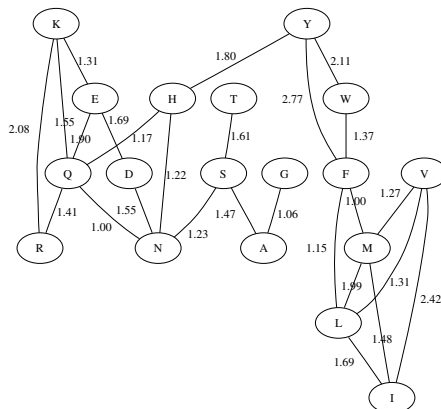 K Y
1.31 1.80 2.11
E H T W
2.08 1.55 1.90 1.69 1.17 1.61 2.77 1.37
Q D S G F V
1.41 1.00 1.55 1.22 1.23 1.47 1.06 1.00 1.27
R N A M
1.15 1.99 1.31 2.42
L
1.69 1.48
I